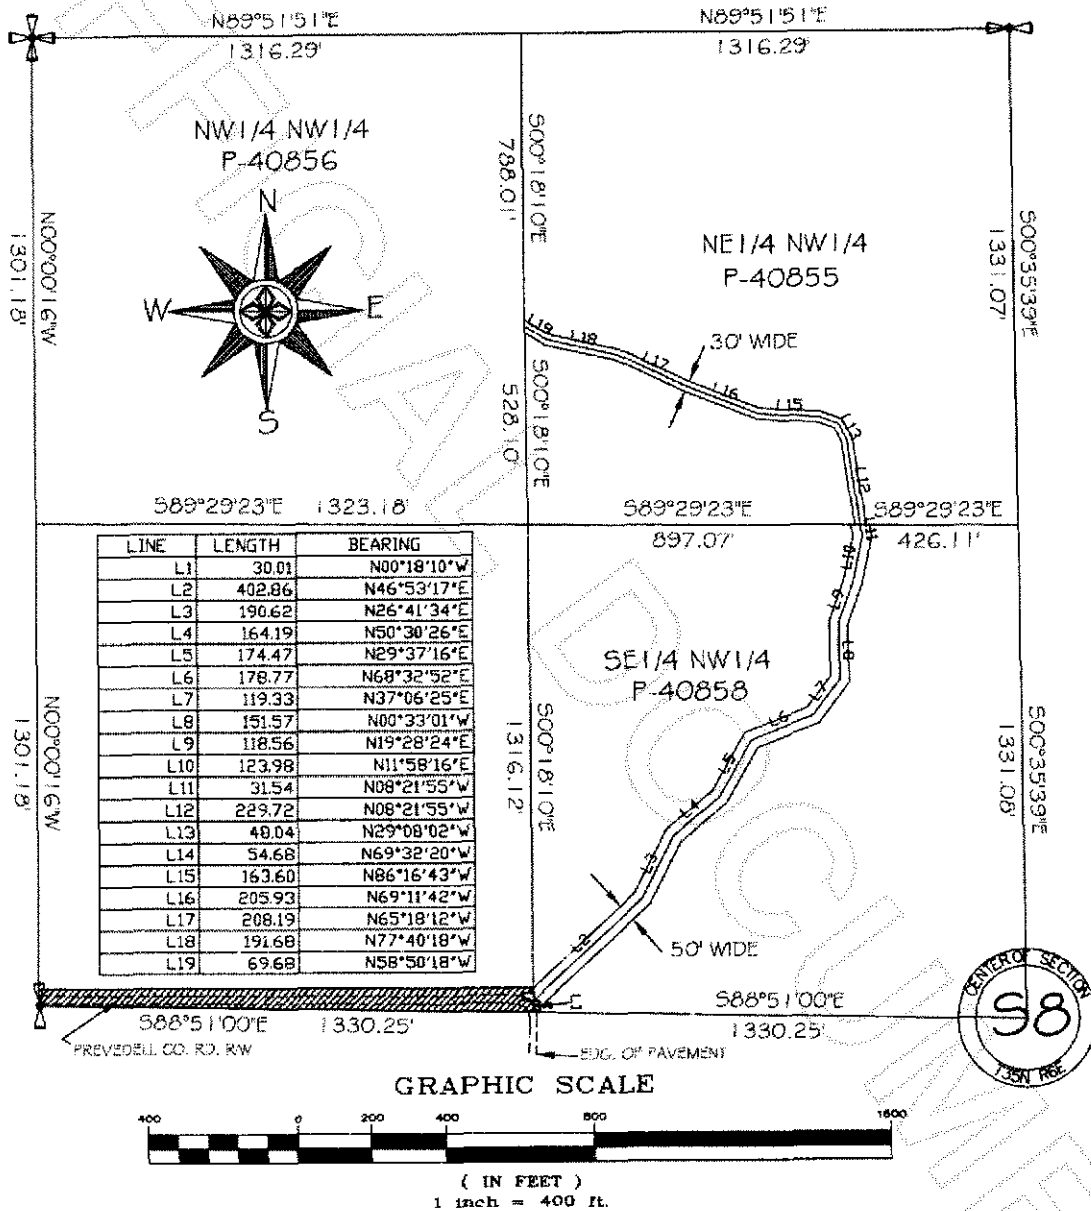 N89°51'51"E
N89°51'51"E
1316.29'
1316.29'
NW1/4 NW1/4
P-40856
N
W
E
S
S00°18'10"E
788.01'
NE1/4 NW1/4
P-40855
S00°35'39"E
1331.07'
N00°00'16"W
1301.18'
L19
L18
L17
30' WIDE
L16
L15
L13
L12
S00°18'10"E
528.10'
S89°29'23"E 1323.18'
S89°29'23"E
897.07'
S89°29'23"E
426.11'
L11
L10
L9
L8
LINE LENGTH BEARING
L1 30.01 N00°18'10"W
L2 402.86 N46°53'17"E
L3 190.62 N26°41'34"E
L4 164.19 N50°30'26"E
L5 174.47 N29°37'16"E
L6 178.77 N68°32'52"E
L7 119.33 N37°06'25"E
L8 151.57 N00°33'01"W
L9 118.56 N19°28'24"E
L10 123.98 N11°58'16"E
L11 31.54 N08°21'55"W
L12 229.72 N08°21'55"W
L13 48.04 N29°08'02"W
L14 54.68 N69°32'20"W
L15 163.60 N86°16'43"W
L16 205.93 N69°11'42"W
L17 208.19 N65°18'12"W
L18 191.68 N77°40'18"W
L19 69.68 N58°50'18"W
SE1/4 NW1/4
P-40858
L7
L6
L5
L4
L3
L2
N00°00'16"W
1301.18'
S00°18'10"E
1316.12'
S00°35'39"E
1331.08'
50' WIDE
S88°51'00"E 1330.25'
S88°51'00"E
1330.25'
PREVEDELL CO. RD. R/W
EDG. OF PAVEMENT
CENTER OF SECTION
S8
T35N R6E
GRAPHIC SCALE
400 0 200 400 800 1600
( IN FEET )
1 inch = 400 ft.
UNOFFICIAL DOCUMENT